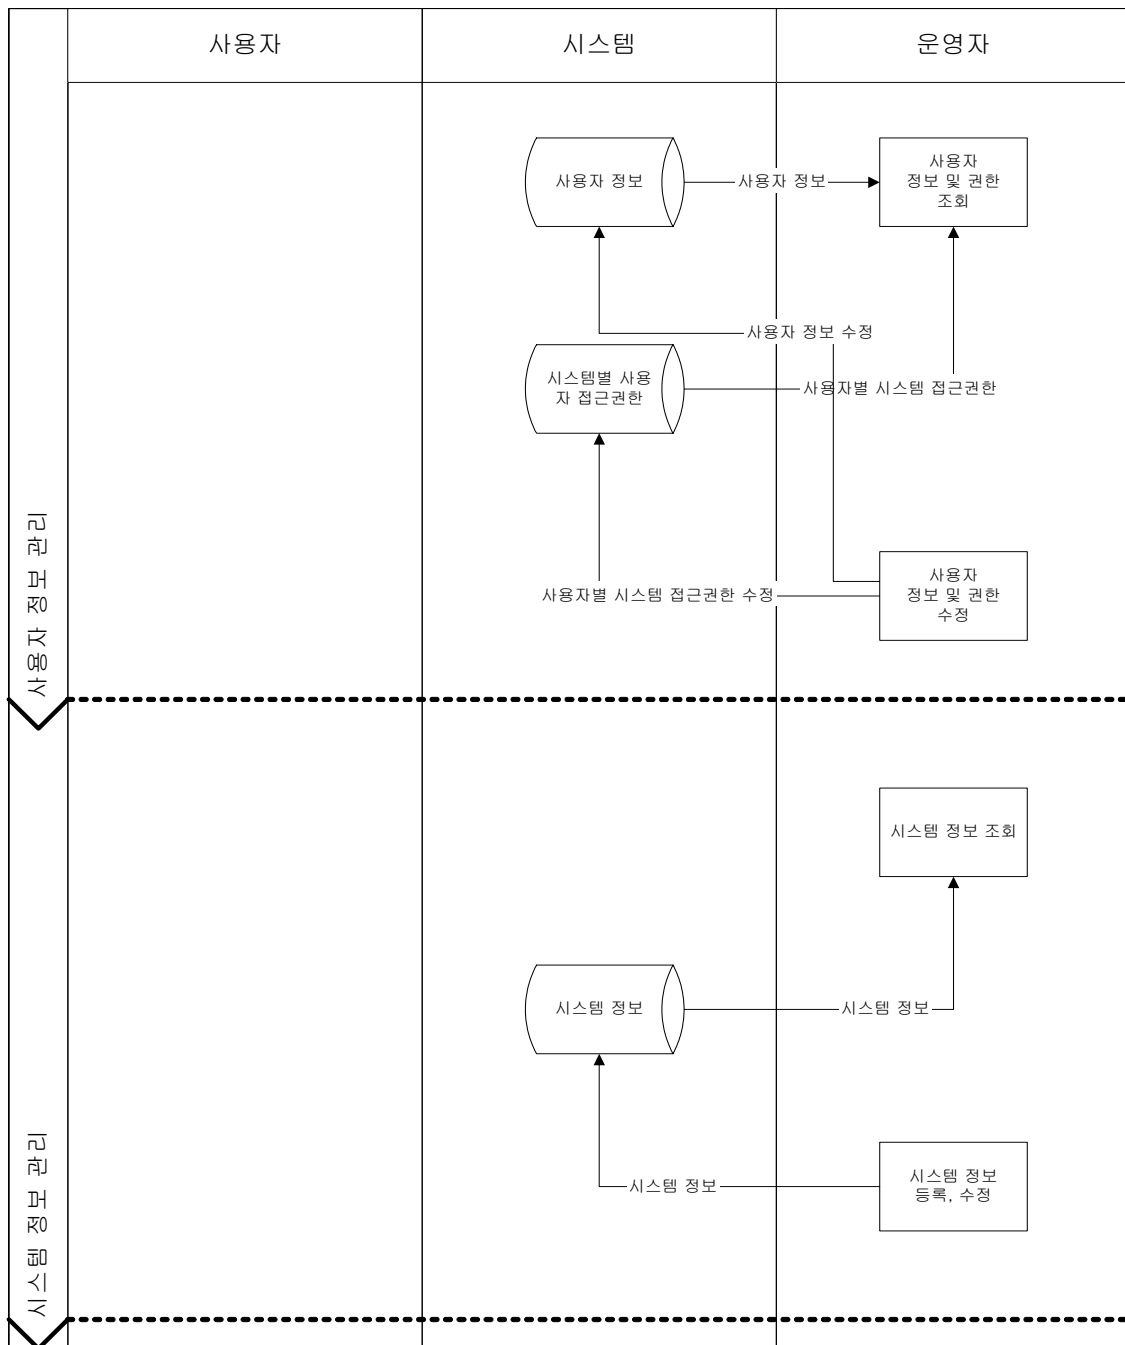 사용자
시스템
운영자
사용자 정보
사용자 정보
사용자
정보 및 권한
조회
사용자 정보 수정
시스템별 사용
자 접근권한
사용자별 시스템 접근권한
사용자 정보 관리
사용자별 시스템 접근권한 수정
사용자
정보 및 권한
수정
시스템 정보 조회
시스템 정보
시스템 정보
시스템 정보 관리
시스템 정보
시스템 정보
등록, 수정